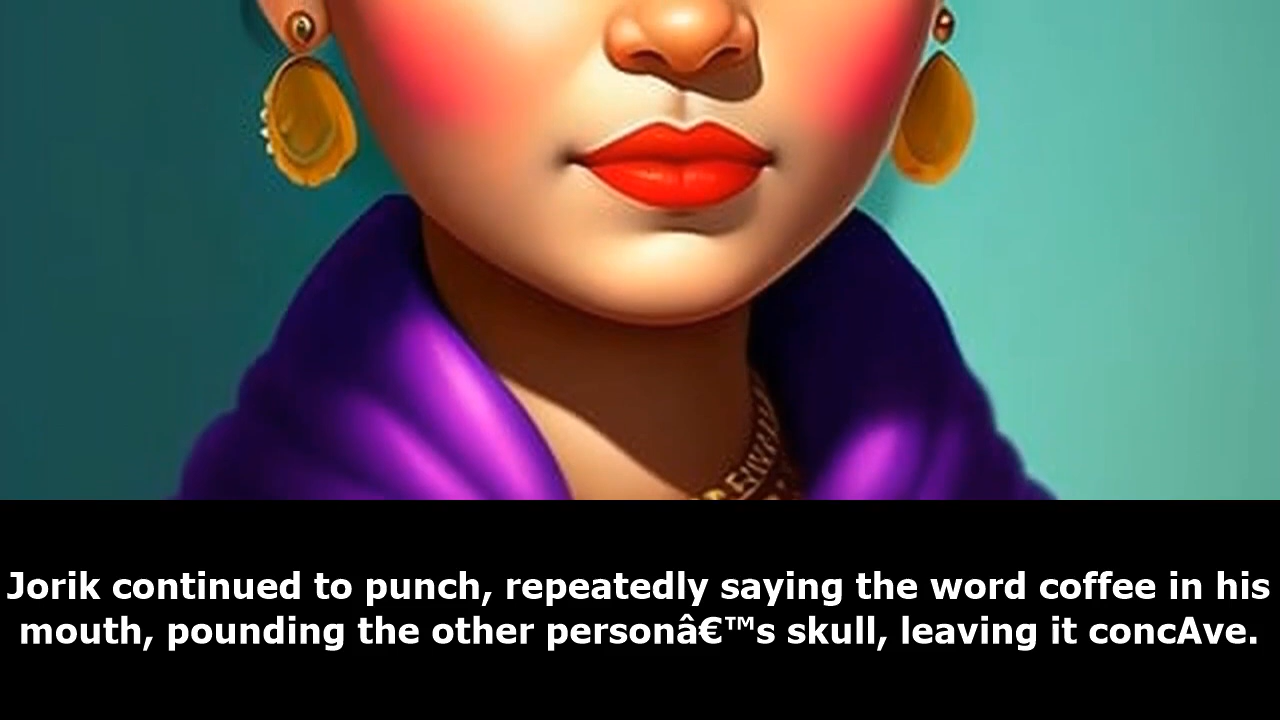 Jorik continued to punch, repeatedly saying the word coffee in his
mouth, pounding the other personâ€™s skull, leaving it concAve.